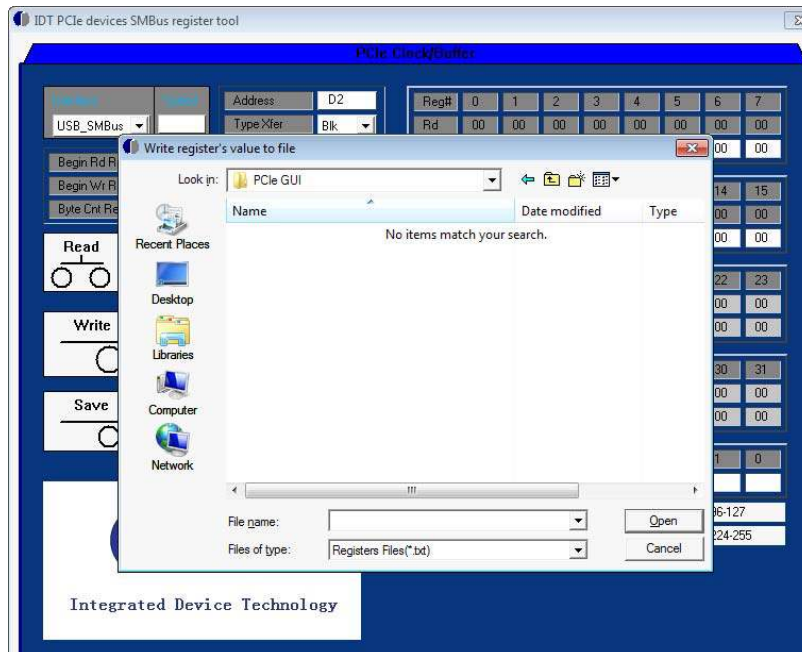 IDT PCIe devices SMBus register tool
PCIe Clock/Buffer
Address D2
Reg# 0 1 2 3 4 5 6 7
USB_SMBus
Type Xfer Blk
Rd 00 00 00 00 00 00 00 00
Write register's value to file
00 00
Begin Rd R
Look in: PCIe GUI
Begin Wr R
14 15
Byte Cnt Re
Name Date modified Type
00 00
No items match your search.
00 00
Read
Recent Places
Desktop
22 23
00 00
Write
00 00
Libraries
30 31
00 00
Save
Computer
00 00
Network
1 0
File name:
Open
96-127
Files of type: Registers Files(*.txt)
Cancel
224-255
Integrated Device Technology